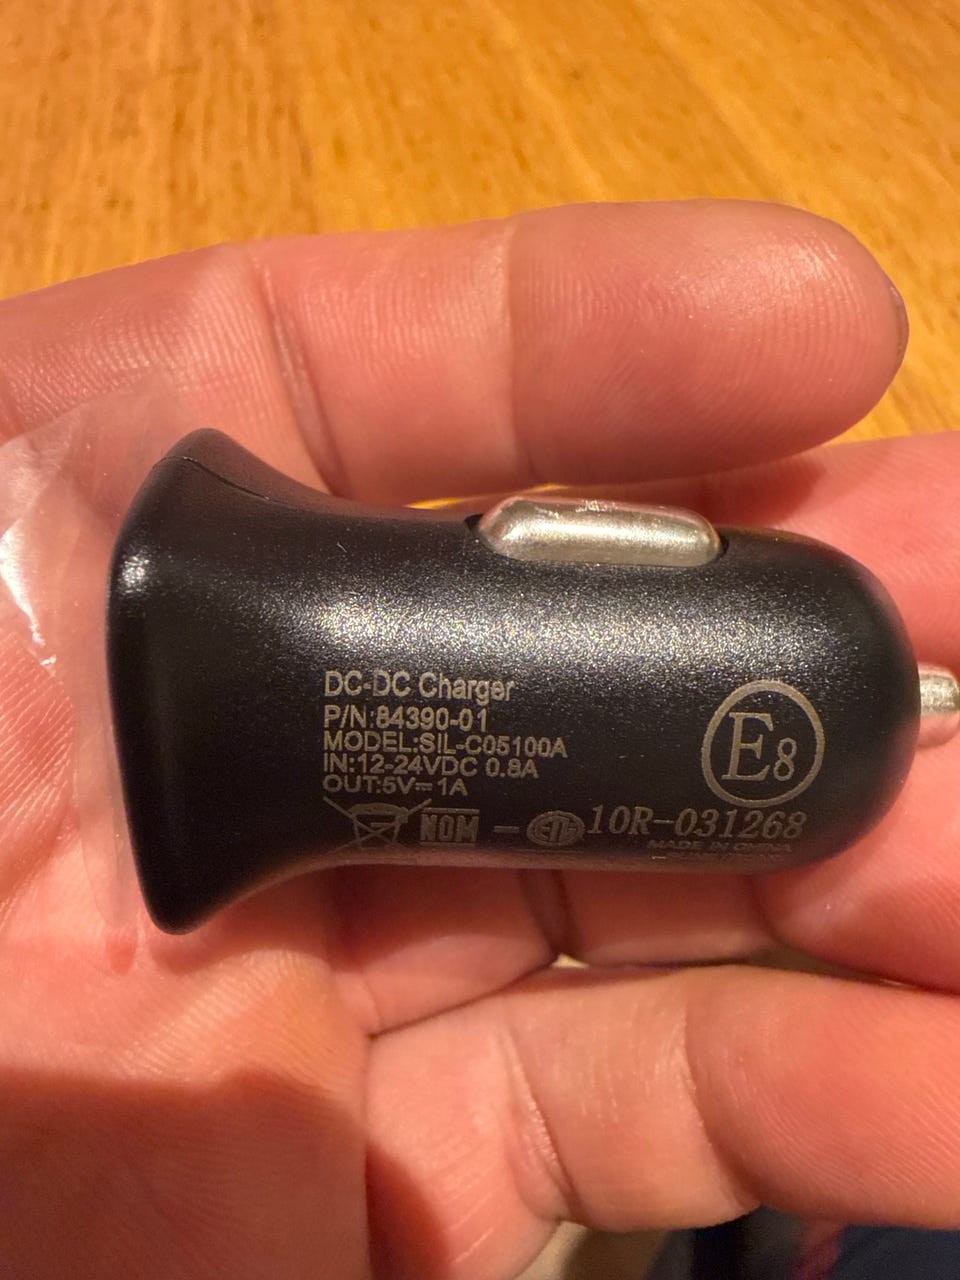 DC-DC Charger
P/N:84390-01
MODEL:SIL-C05100A
IN:12-24VDC 0.8A
OUT:5V⎓1A
E8
NOM
ETL
10R-031268
MADE IN CHINA